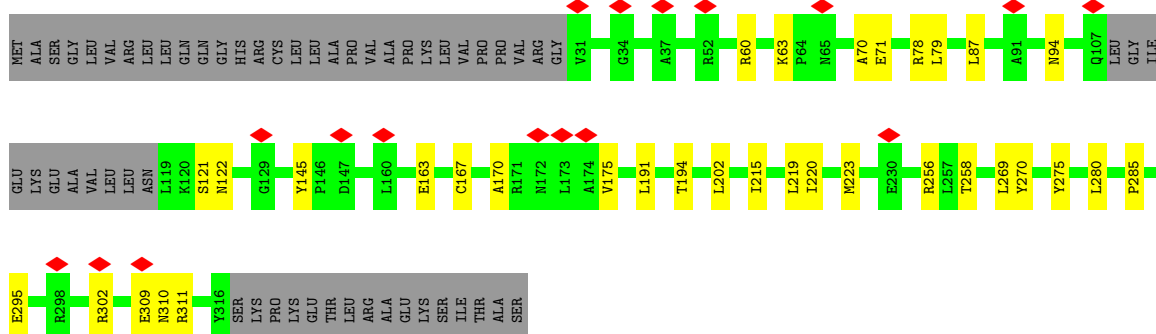 MET ALA SER GLY LEU VAL ARG LEU LEU GLN GLN GLY HIS ARG CYS LEU LEU ALA PRO VAL ALA PRO LYS LEU VAL PRO PRO VAL ARG GLY V31 G34 A37 R52 R60 K63 P64 N65 A70 E71 R78 L79 L87 A91 N94 Q107 LEU GLY ILE
GLU LYS GLU ALA VAL LEU LEU ASN L119 K120 S121 N122 G129 Y145 P146 D147 L160 E163 C167 A170 R171 N172 L173 A174 V175 L191 T194 L202 I215 L219 I220 M223 E230 R256 L257 T258 L269 Y270 Y275 L280 P285
E295 R298 R302 E309 N310 R311 Y316 SER LYS PRO LYS GLU THR LEU ARG ALA GLU LYS SER ILE THR ALA SER